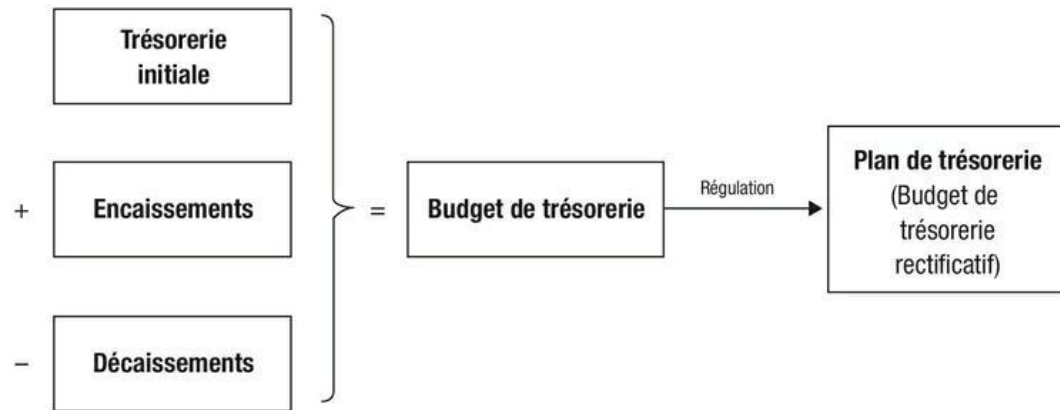 Trésorerie
initiale
+ Encaissements
= Budget de trésorerie
Régulation
Plan de trésorerie
(Budget de
trésorerie
rectificatif)
– Décaissements